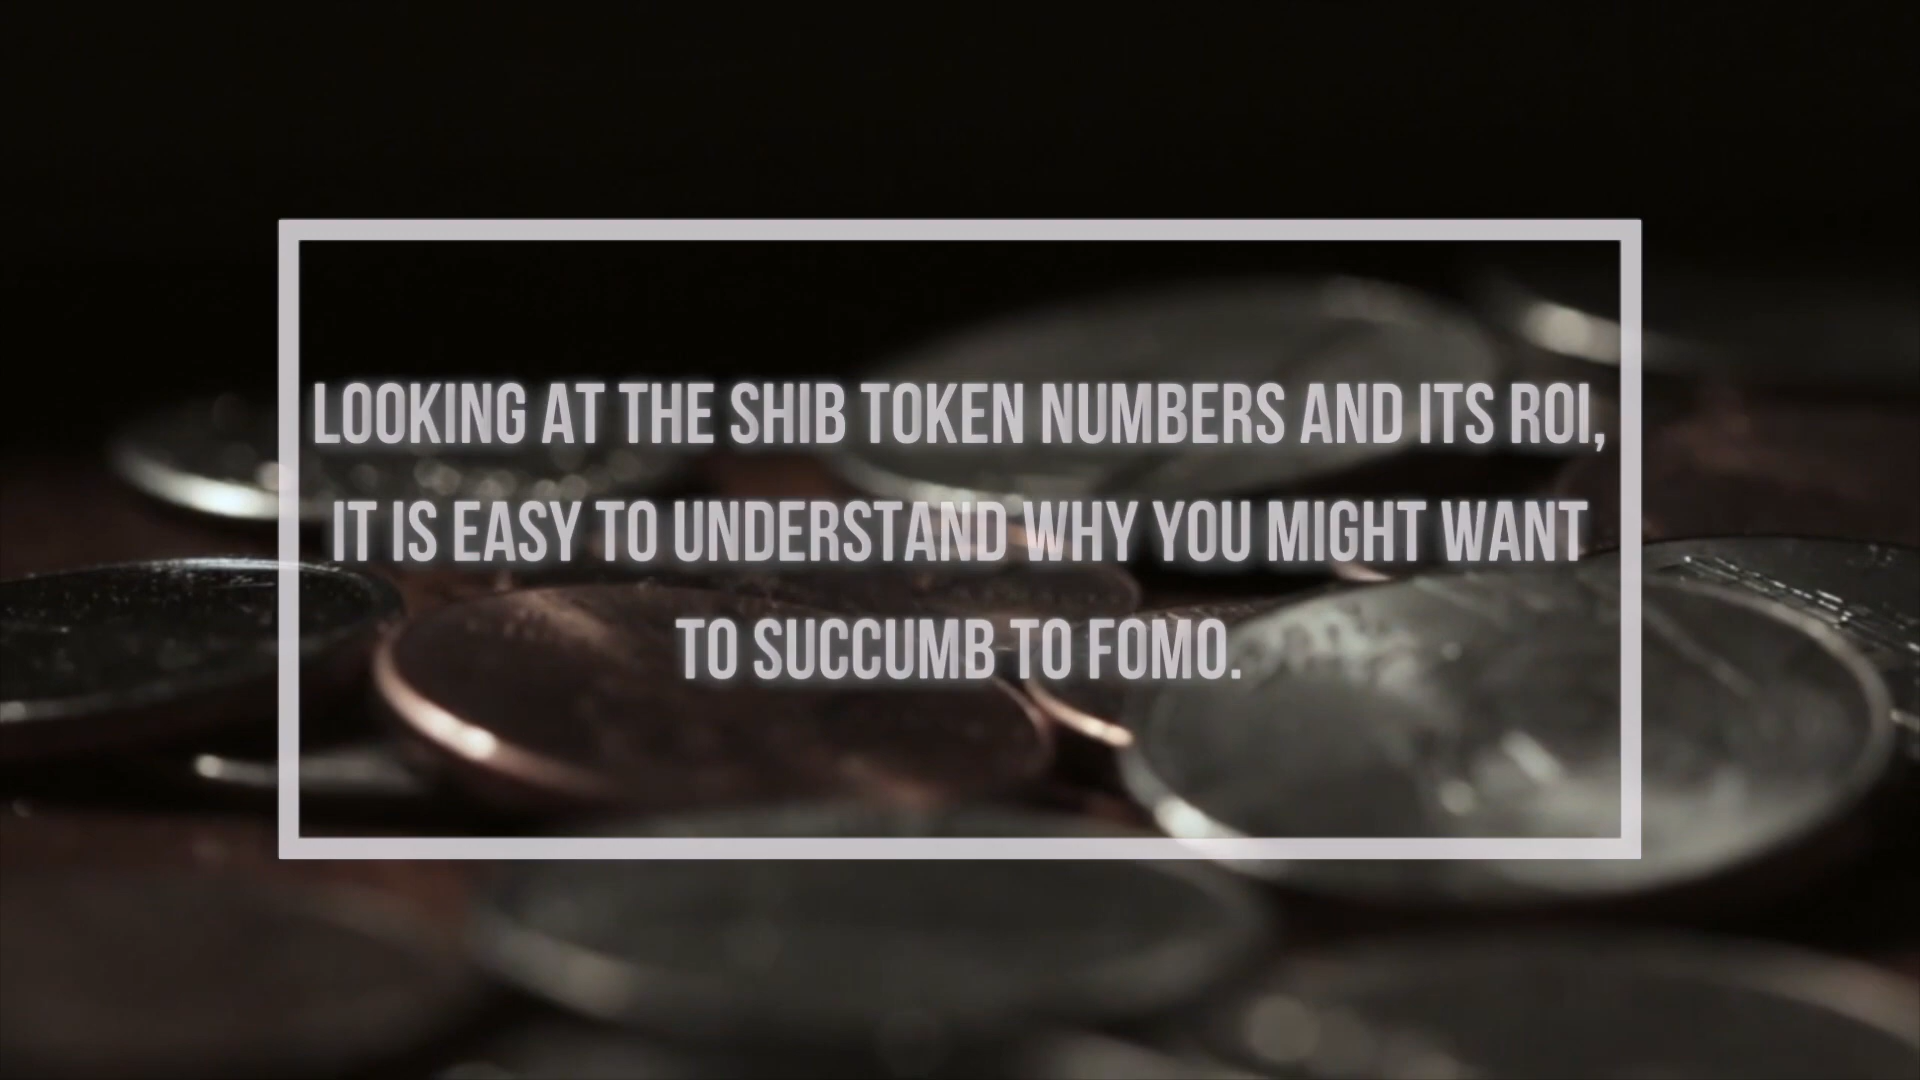 LOOKING AT THE SHIB TOKEN NUMBERS AND ITS ROI,
IT IS EASY TO UNDERSTAND WHY YOU MIGHT WANT
TO SUCCUMB TO FOMO.